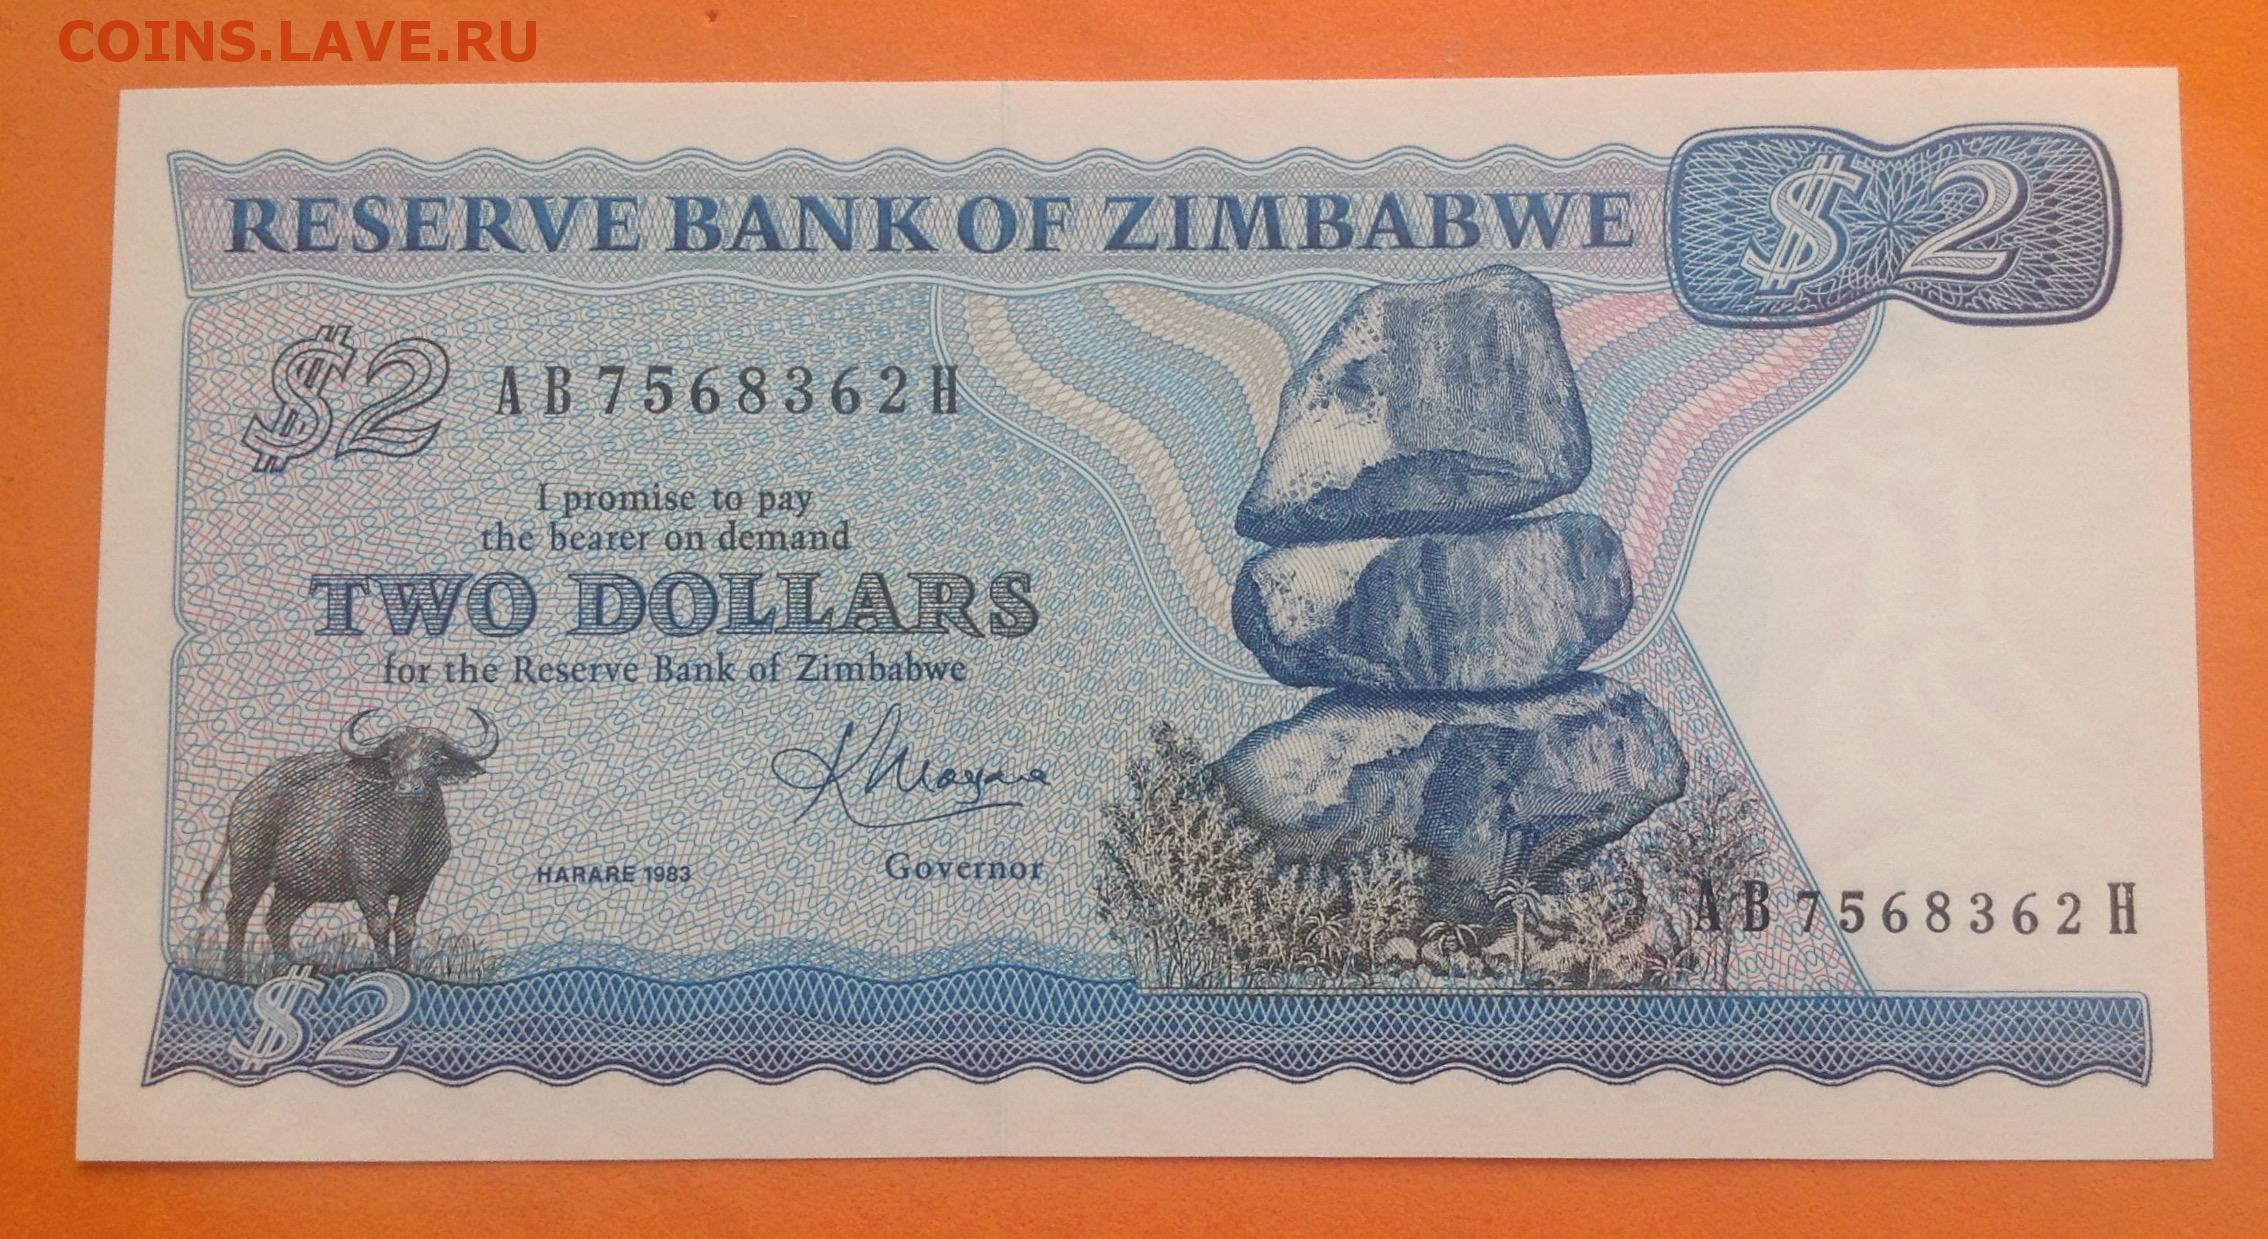 COINS.LAVE.RU
RESERVE BANK OF ZIMBABWE
$2
$2
AB7568362H
I promise to pay
the bearer on demand
TWO DOLLARS
for the Reserve Bank of Zimbabwe
HARARE 1983
Governor
AB7568362H
$2